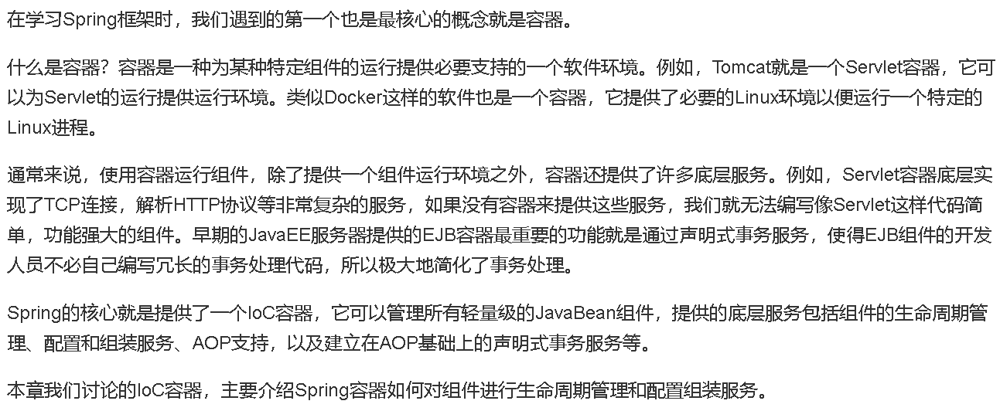 在学习Spring框架时，我们遇到的第一个也是最核心的概念就是容器。
什么是容器？容器是一种为某种特定组件的运行提供必要支持的一个软件环境。例如，Tomcat就是一个Servlet容器，它可
以为Servlet的运行提供运行环境。类似Docker这样的软件也是一个容器，它提供了必要的Linux环境以便运行一个特定的
Linux进程。
通常来说，使用容器运行组件，除了提供一个组件运行环境之外，容器还提供了许多底层服务。例如，Servlet容器底层实
现了TCP连接，解析HTTP协议等非常复杂的服务，如果没有容器来提供这些服务，我们就无法编写像Servlet这样代码简
单，功能强大的组件。早期的JavaEE服务器提供的EJB容器最重要的功能就是通过声明式事务服务，使得EJB组件的开发
人员不必自己编写冗长的事务处理代码，所以极大地简化了事务处理。
Spring的核心就是提供了一个IoC容器，它可以管理所有轻量级的JavaBean组件，提供的底层服务包括组件的生命周期管
理、配置和组装服务、AOP支持，以及建立在AOP基础上的声明式事务服务等。
本章我们讨论的IoC容器，主要介绍Spring容器如何对组件进行生命周期管理和配置组装服务。